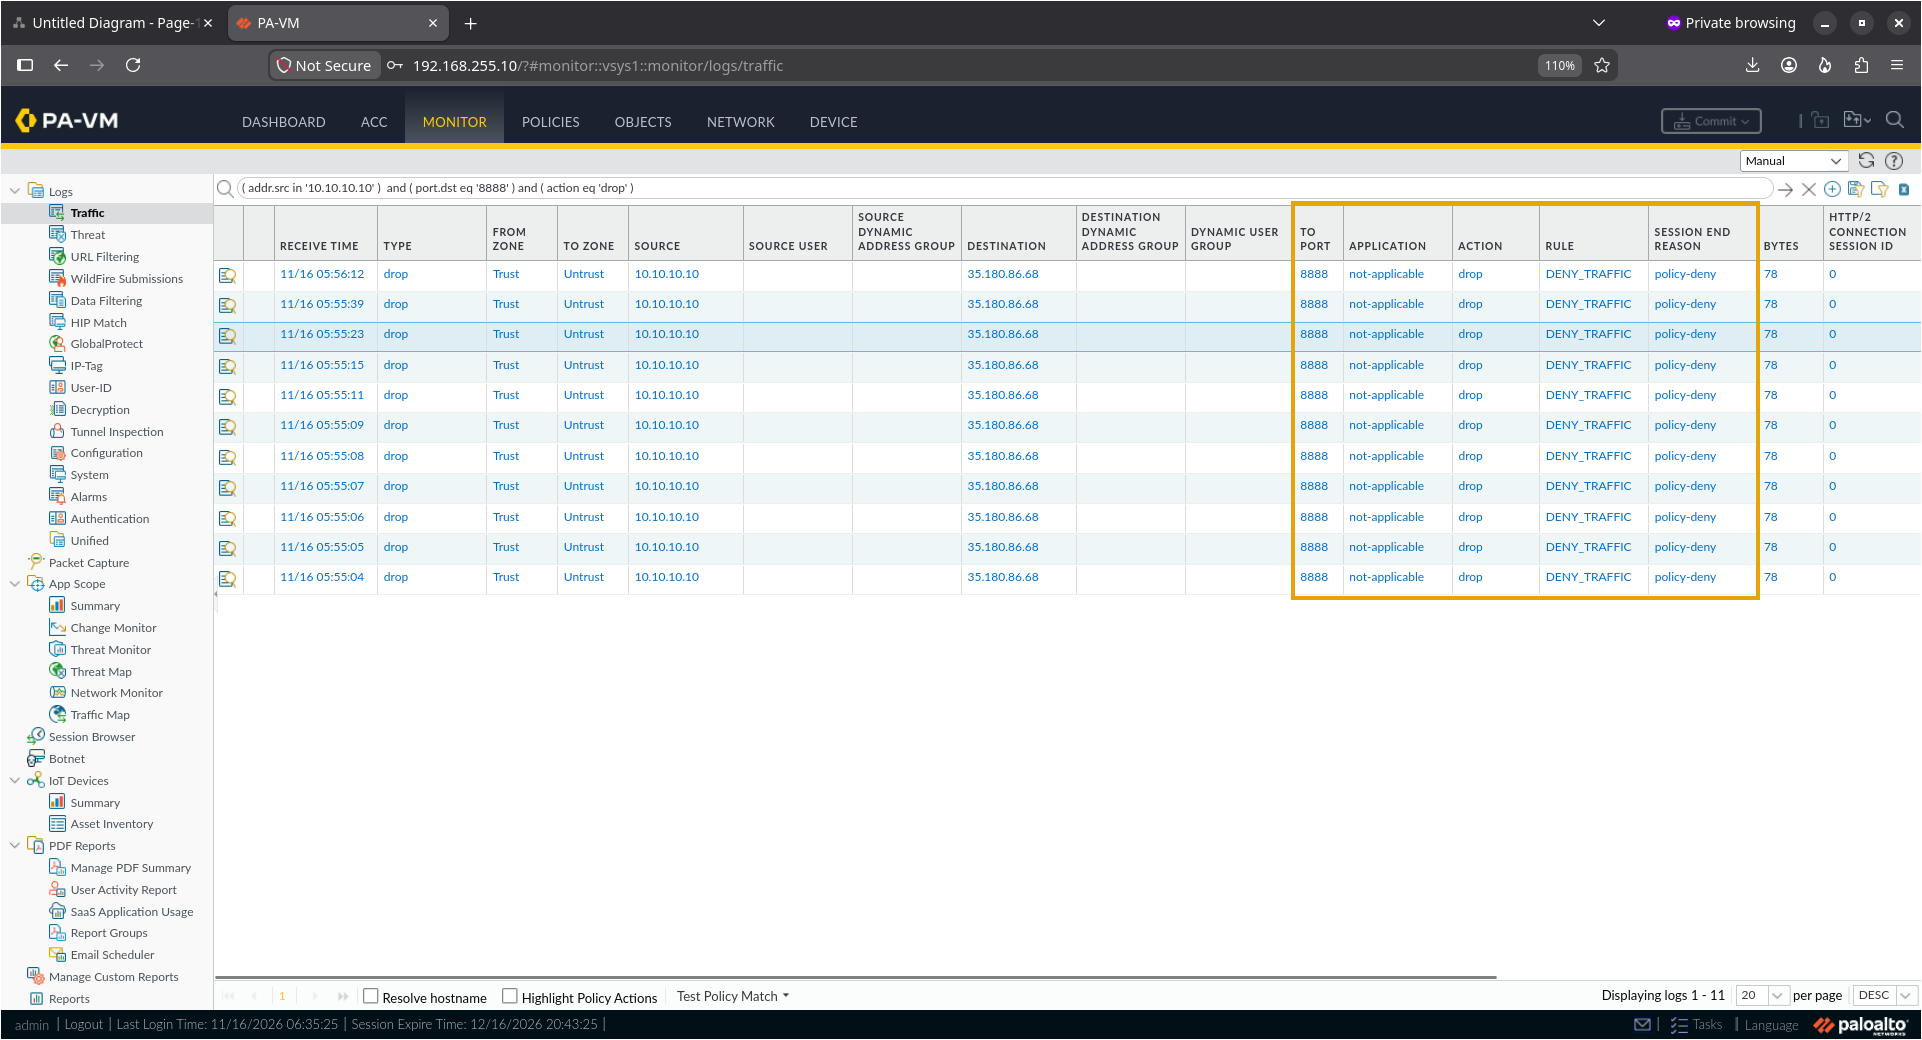 Untitled Diagram - Page-1
PA-VM
Private browsing
Not Secure
192.168.255.10/?#monitor::vsys1::monitor/logs/traffic
110%
PA-VM
DASHBOARD ACC MONITOR POLICIES OBJECTS NETWORK DEVICE
Commit
Manual
( addr.src in '10.10.10.10' ) and ( port.dst eq '8888' ) and ( action eq 'drop' )
Logs
Traffic
Threat
URL Filtering
WildFire Submissions
Data Filtering
HIP Match
GlobalProtect
IP-Tag
User-ID
Decryption
Tunnel Inspection
Configuration
System
Alarms
Authentication
Unified
Packet Capture
App Scope
Summary
Change Monitor
Threat Monitor
Threat Map
Network Monitor
Traffic Map
Session Browser
Botnet
IoT Devices
Summary
Asset Inventory
PDF Reports
Manage PDF Summary
User Activity Report
SaaS Application Usage
Report Groups
Email Scheduler
Manage Custom Reports
Reports
RECEIVE TIME TYPE FROM ZONE TO ZONE SOURCE SOURCE USER SOURCE DYNAMIC ADDRESS GROUP DESTINATION DESTINATION DYNAMIC ADDRESS GROUP DYNAMIC USER GROUP TO PORT APPLICATION ACTION RULE SESSION END REASON BYTES HTTP/2 CONNECTION SESSION ID
11/16 05:56:12 drop Trust Untrust 10.10.10.10 35.180.86.68 8888 not-applicable drop DENY_TRAFFIC policy-deny 78 0
11/16 05:55:39 drop Trust Untrust 10.10.10.10 35.180.86.68 8888 not-applicable drop DENY_TRAFFIC policy-deny 78 0
11/16 05:55:23 drop Trust Untrust 10.10.10.10 35.180.86.68 8888 not-applicable drop DENY_TRAFFIC policy-deny 78 0
11/16 05:55:15 drop Trust Untrust 10.10.10.10 35.180.86.68 8888 not-applicable drop DENY_TRAFFIC policy-deny 78 0
11/16 05:55:11 drop Trust Untrust 10.10.10.10 35.180.86.68 8888 not-applicable drop DENY_TRAFFIC policy-deny 78 0
11/16 05:55:09 drop Trust Untrust 10.10.10.10 35.180.86.68 8888 not-applicable drop DENY_TRAFFIC policy-deny 78 0
11/16 05:55:08 drop Trust Untrust 10.10.10.10 35.180.86.68 8888 not-applicable drop DENY_TRAFFIC policy-deny 78 0
11/16 05:55:07 drop Trust Untrust 10.10.10.10 35.180.86.68 8888 not-applicable drop DENY_TRAFFIC policy-deny 78 0
11/16 05:55:06 drop Trust Untrust 10.10.10.10 35.180.86.68 8888 not-applicable drop DENY_TRAFFIC policy-deny 78 0
11/16 05:55:05 drop Trust Untrust 10.10.10.10 35.180.86.68 8888 not-applicable drop DENY_TRAFFIC policy-deny 78 0
11/16 05:55:04 drop Trust Untrust 10.10.10.10 35.180.86.68 8888 not-applicable drop DENY_TRAFFIC policy-deny 78 0
1 Resolve hostname Highlight Policy Actions Test Policy Match Displaying logs 1 - 11 20 per page DESC
admin | Logout | Last Login Time: 11/16/2026 06:35:25 | Session Expire Time: 12/16/2026 20:43:25 |
| Tasks | Language paloalto NETWORKS